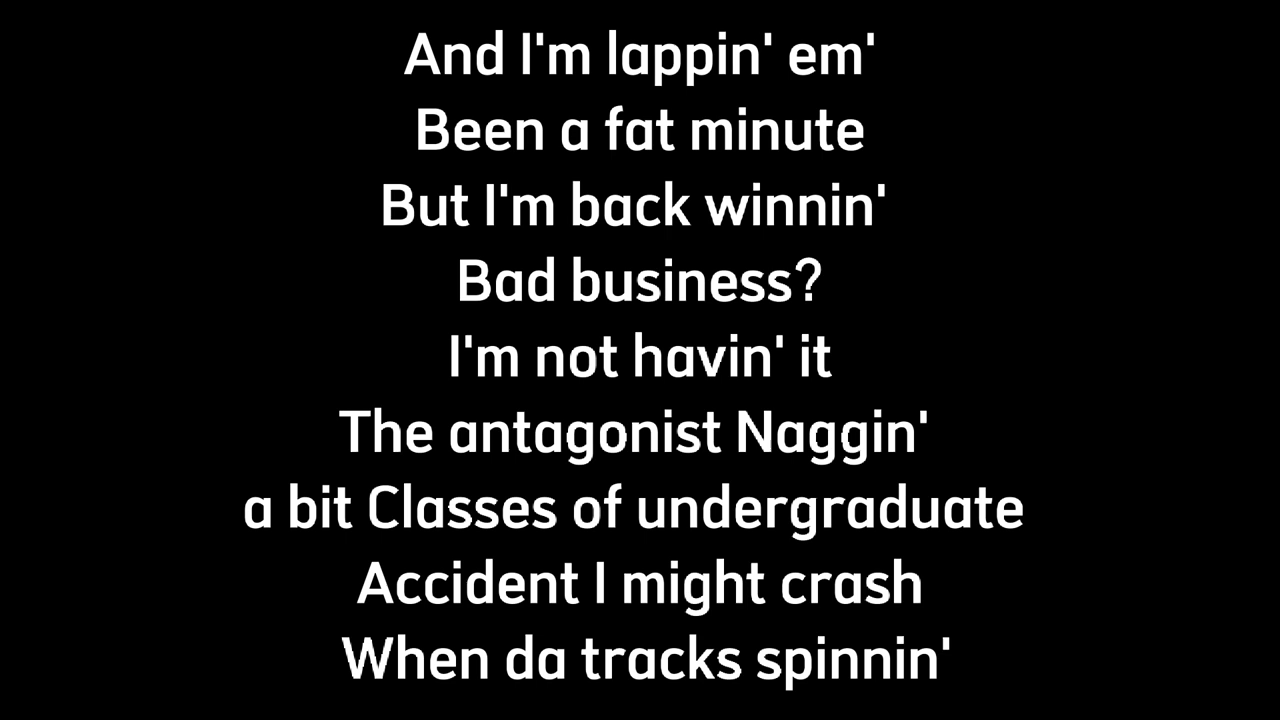 And I'm lappin' em'
Been a fat minute
But I'm back winnin'
Bad business?
I'm not havin' it
The antagonist Naggin'
a bit Classes of undergraduate
Accident I might crash
When da tracks spinnin'